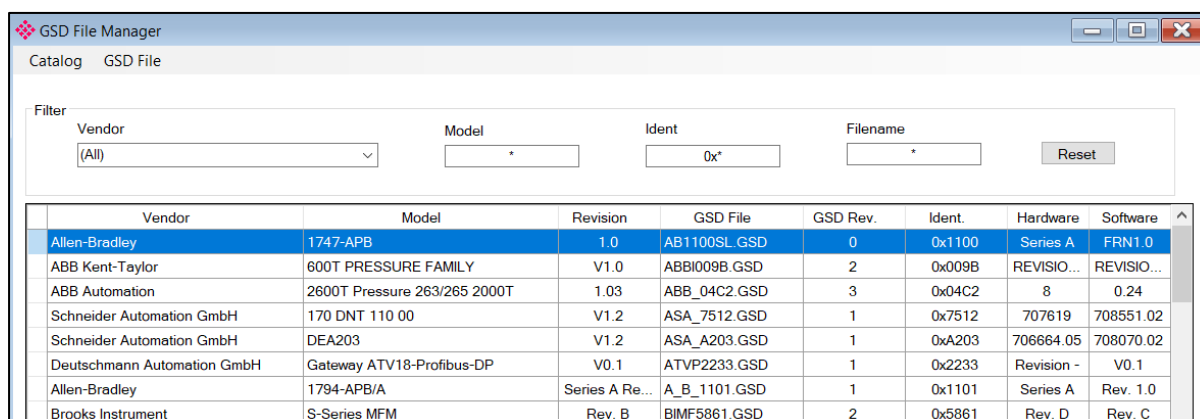 GSD File Manager
Catalog GSD File
Filter
Vendor Model Ident Filename
(All) * 0x* * Reset
Vendor Model Revision GSD File GSD Rev. Ident. Hardware Software
Allen-Bradley 1747-APB 1.0 AB1100SL.GSD 0 0x1100 Series A FRN1.0
ABB Kent-Taylor 600T PRESSURE FAMILY V1.0 ABBI009B.GSD 2 0x009B REVISIO... REVISIO...
ABB Automation 2600T Pressure 263/265 2000T 1.03 ABB_04C2.GSD 3 0x04C2 8 0.24
Schneider Automation GmbH 170 DNT 110 00 V1.2 ASA_7512.GSD 1 0x7512 707619 708551.02
Schneider Automation GmbH DEA203 V1.2 ASA_A203.GSD 1 0xA203 706664.05 708070.02
Deutschmann Automation GmbH Gateway ATV18-Profibus-DP V0.1 ATVP2233.GSD 1 0x2233 Revision - V0.1
Allen-Bradley 1794-APB/A Series A Re... A_B_1101.GSD 1 0x1101 Series A Rev. 1.0
Brooks Instrument S-Series MFM Rev. B BIMF5861.GSD 2 0x5861 Rev. D Rev. C